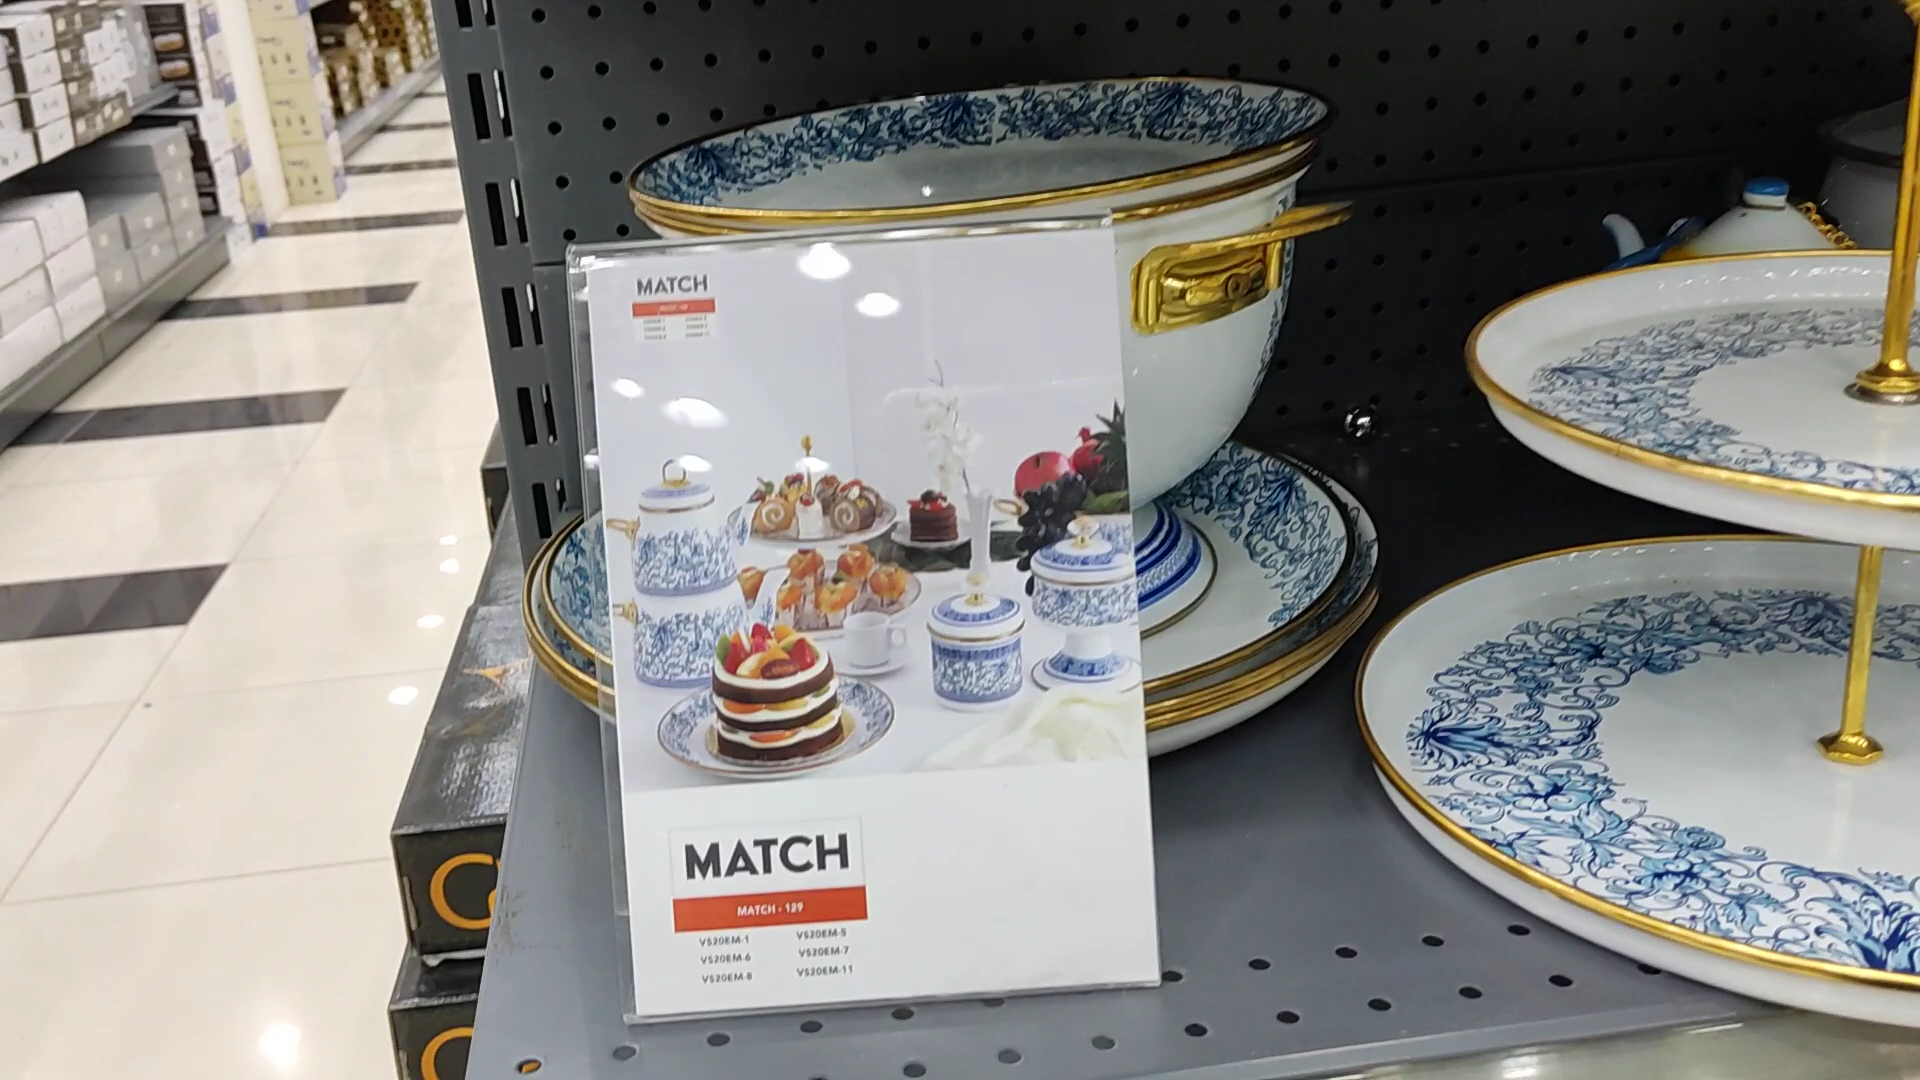 MATCH
MATCH
MATCH - 129
VS20EM-1 VS20EM-5
VS20EM-6 VS20EM-7
VS20EM-8 VS20EM-11